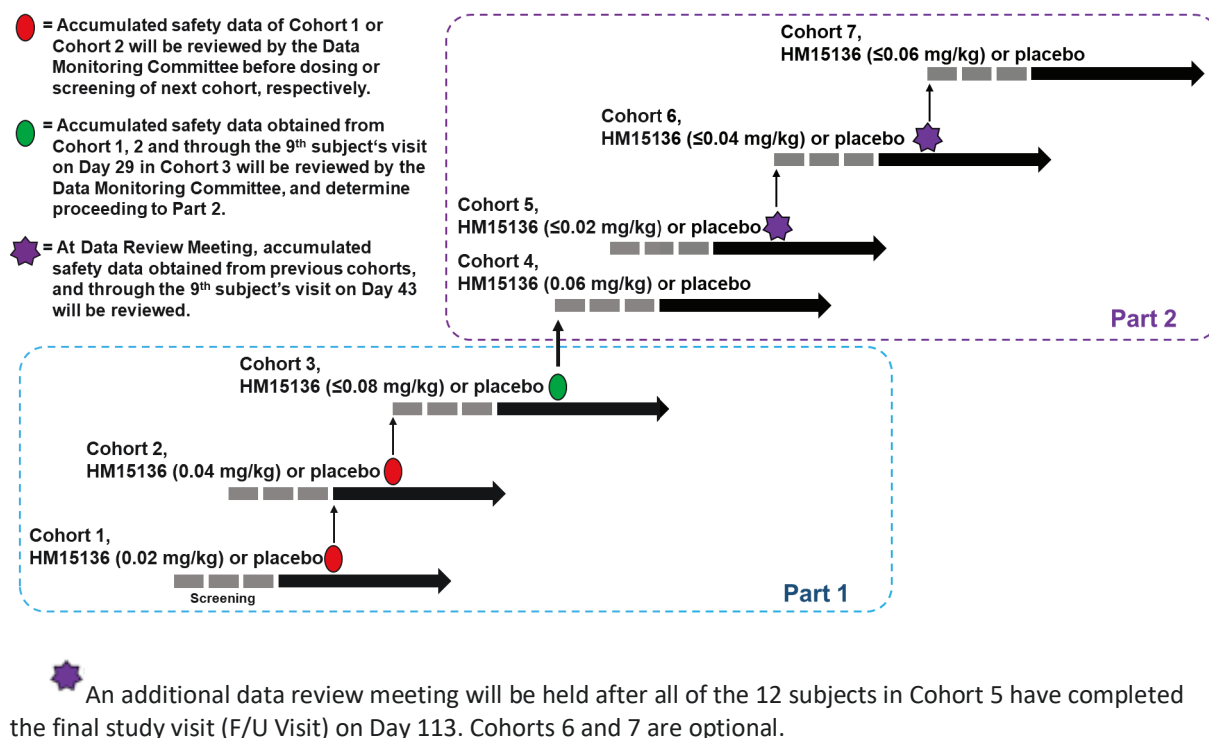 = Accumulated safety data of Cohort 1 or
Cohort 2 will be reviewed by the Data
Monitoring Committee before dosing or
screening of next cohort, respectively.
= Accumulated safety data obtained from
Cohort 1, 2 and through the 9th subject‘s visit
on Day 29 in Cohort 3 will be reviewed by the
Data Monitoring Committee, and determine
proceeding to Part 2.
= At Data Review Meeting, accumulated
safety data obtained from previous cohorts,
and through the 9th subject’s visit on Day 43
will be reviewed.
Cohort 7,
HM15136 (≤0.06 mg/kg) or placebo
Cohort 6,
HM15136 (≤0.04 mg/kg) or placebo
Cohort 5,
HM15136 (≤0.02 mg/kg) or placebo
Cohort 4,
HM15136 (0.06 mg/kg) or placebo
Part 2
Cohort 3,
HM15136 (≤0.08 mg/kg) or placebo
Cohort 2,
HM15136 (0.04 mg/kg) or placebo
Cohort 1,
HM15136 (0.02 mg/kg) or placebo
Screening
Part 1
An additional data review meeting will be held after all of the 12 subjects in Cohort 5 have completed
the final study visit (F/U Visit) on Day 113. Cohorts 6 and 7 are optional.